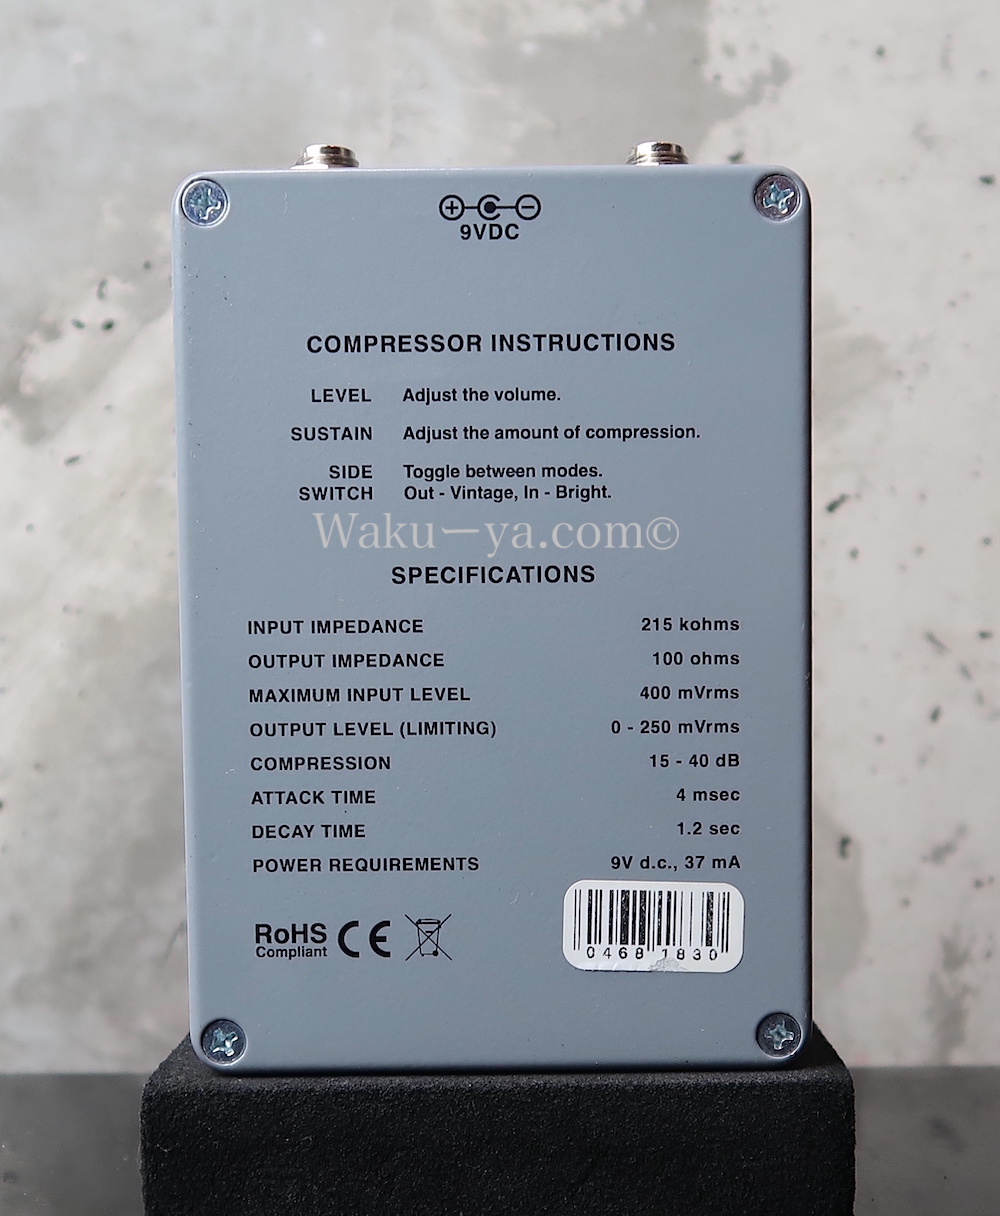 9VDC
COMPRESSOR INSTRUCTIONS
LEVEL Adjust the volume.
SUSTAIN Adjust the amount of compression.
SIDE Toggle between modes.
SWITCH Out - Vintage, In - Bright.
Waku－ya.com©
SPECIFICATIONS
INPUT IMPEDANCE 215 kohms
OUTPUT IMPEDANCE 100 ohms
MAXIMUM INPUT LEVEL 400 mVrms
OUTPUT LEVEL (LIMITING) 0 - 250 mVrms
COMPRESSION 15 - 40 dB
ATTACK TIME 4 msec
DECAY TIME 1.2 sec
POWER REQUIREMENTS 9V d.c., 37 mA
RoHS CE
Compliant
0468 1830